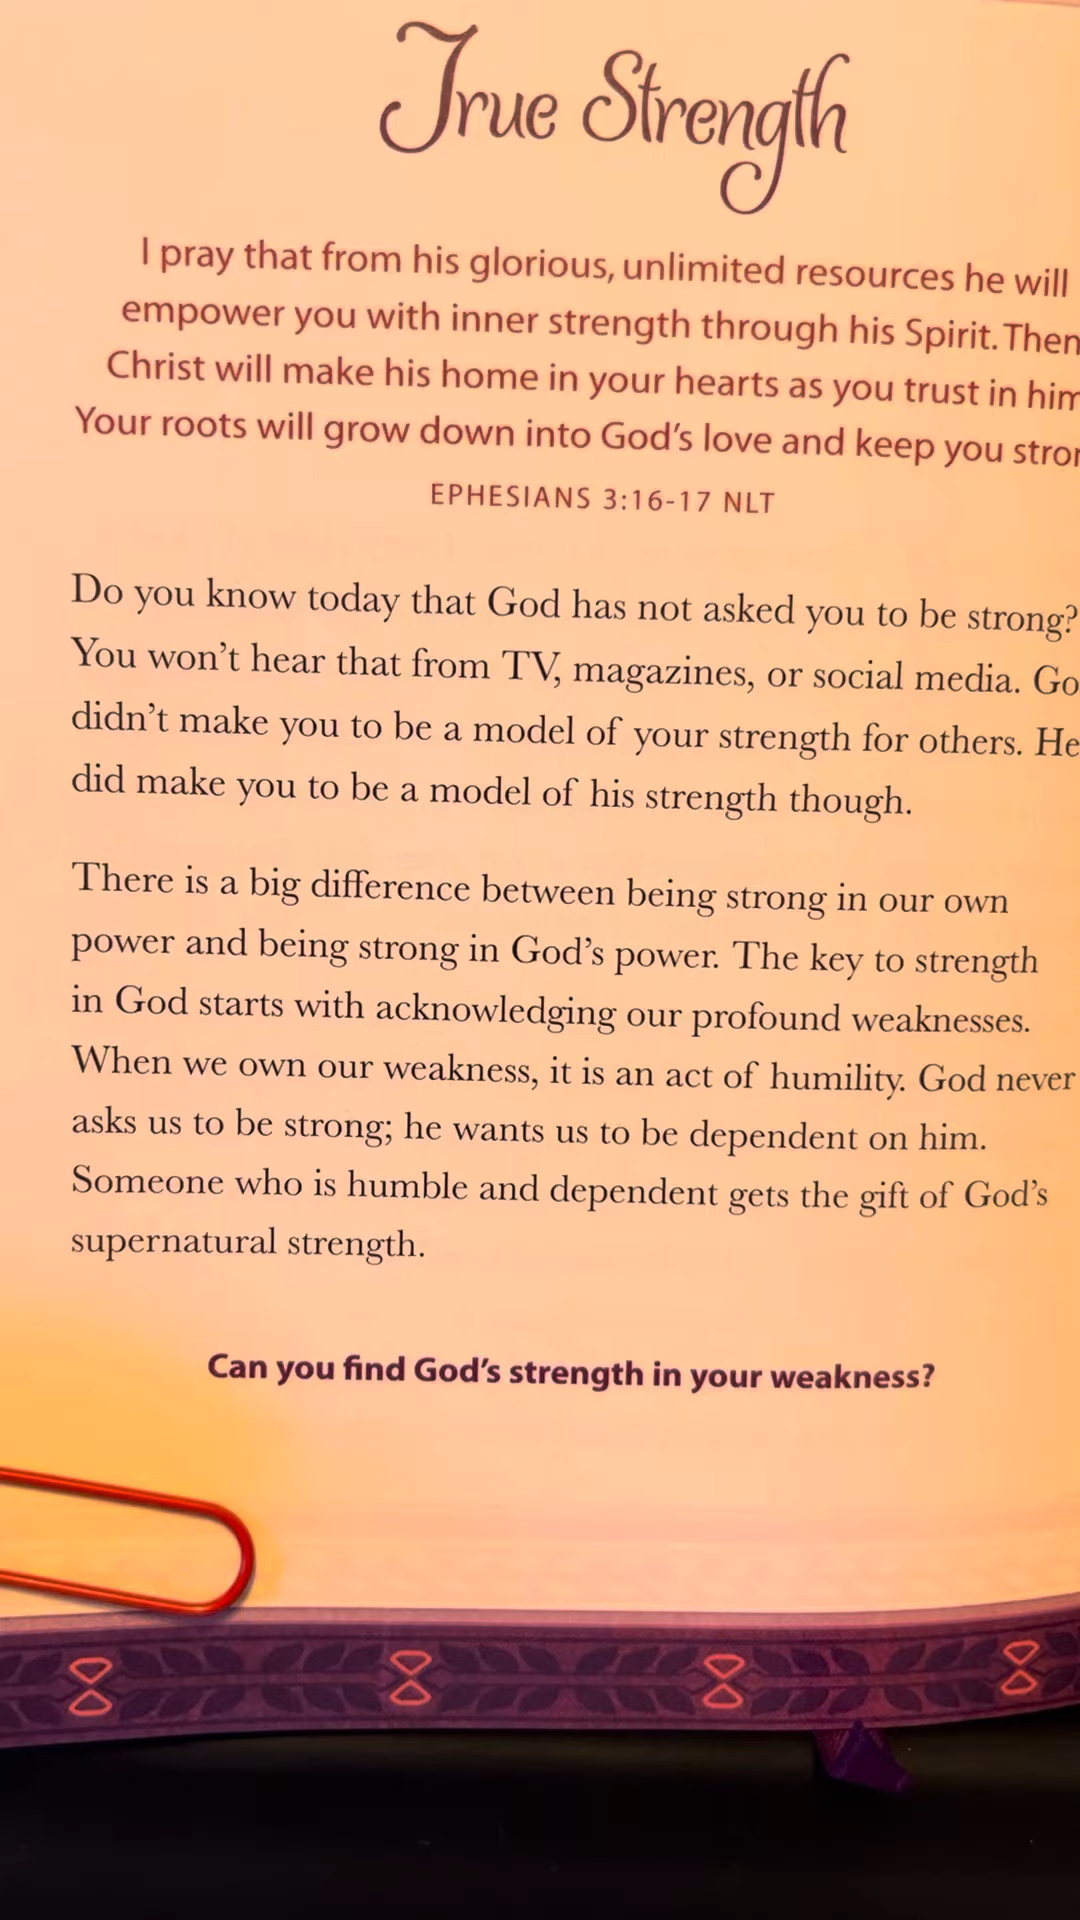 True Strength
I pray that from his glorious, unlimited resources he will
empower you with inner strength through his Spirit. Then
Christ will make his home in your hearts as you trust in him
Your roots will grow down into God's love and keep you
EPHESIANS 3:16-17 NLT
Do you know today that God has not asked you to be strong?
You won't hear that from TV, magazines, or social media.
didn't make you to be a model of your strength for others. He
did make you to be a model of his strength though.
There is a big difference between being strong in our own
power and being strong in God's power. The key to strength
in God starts with acknowledging our profound weaknesses.
When we own our weakness, it is an act of humility. God never
asks us to be strong; he wants us to be dependent on him.
Someone who is humble and dependent gets the gift of God's
supernatural strength.
Can you find God's strength in your weakness?